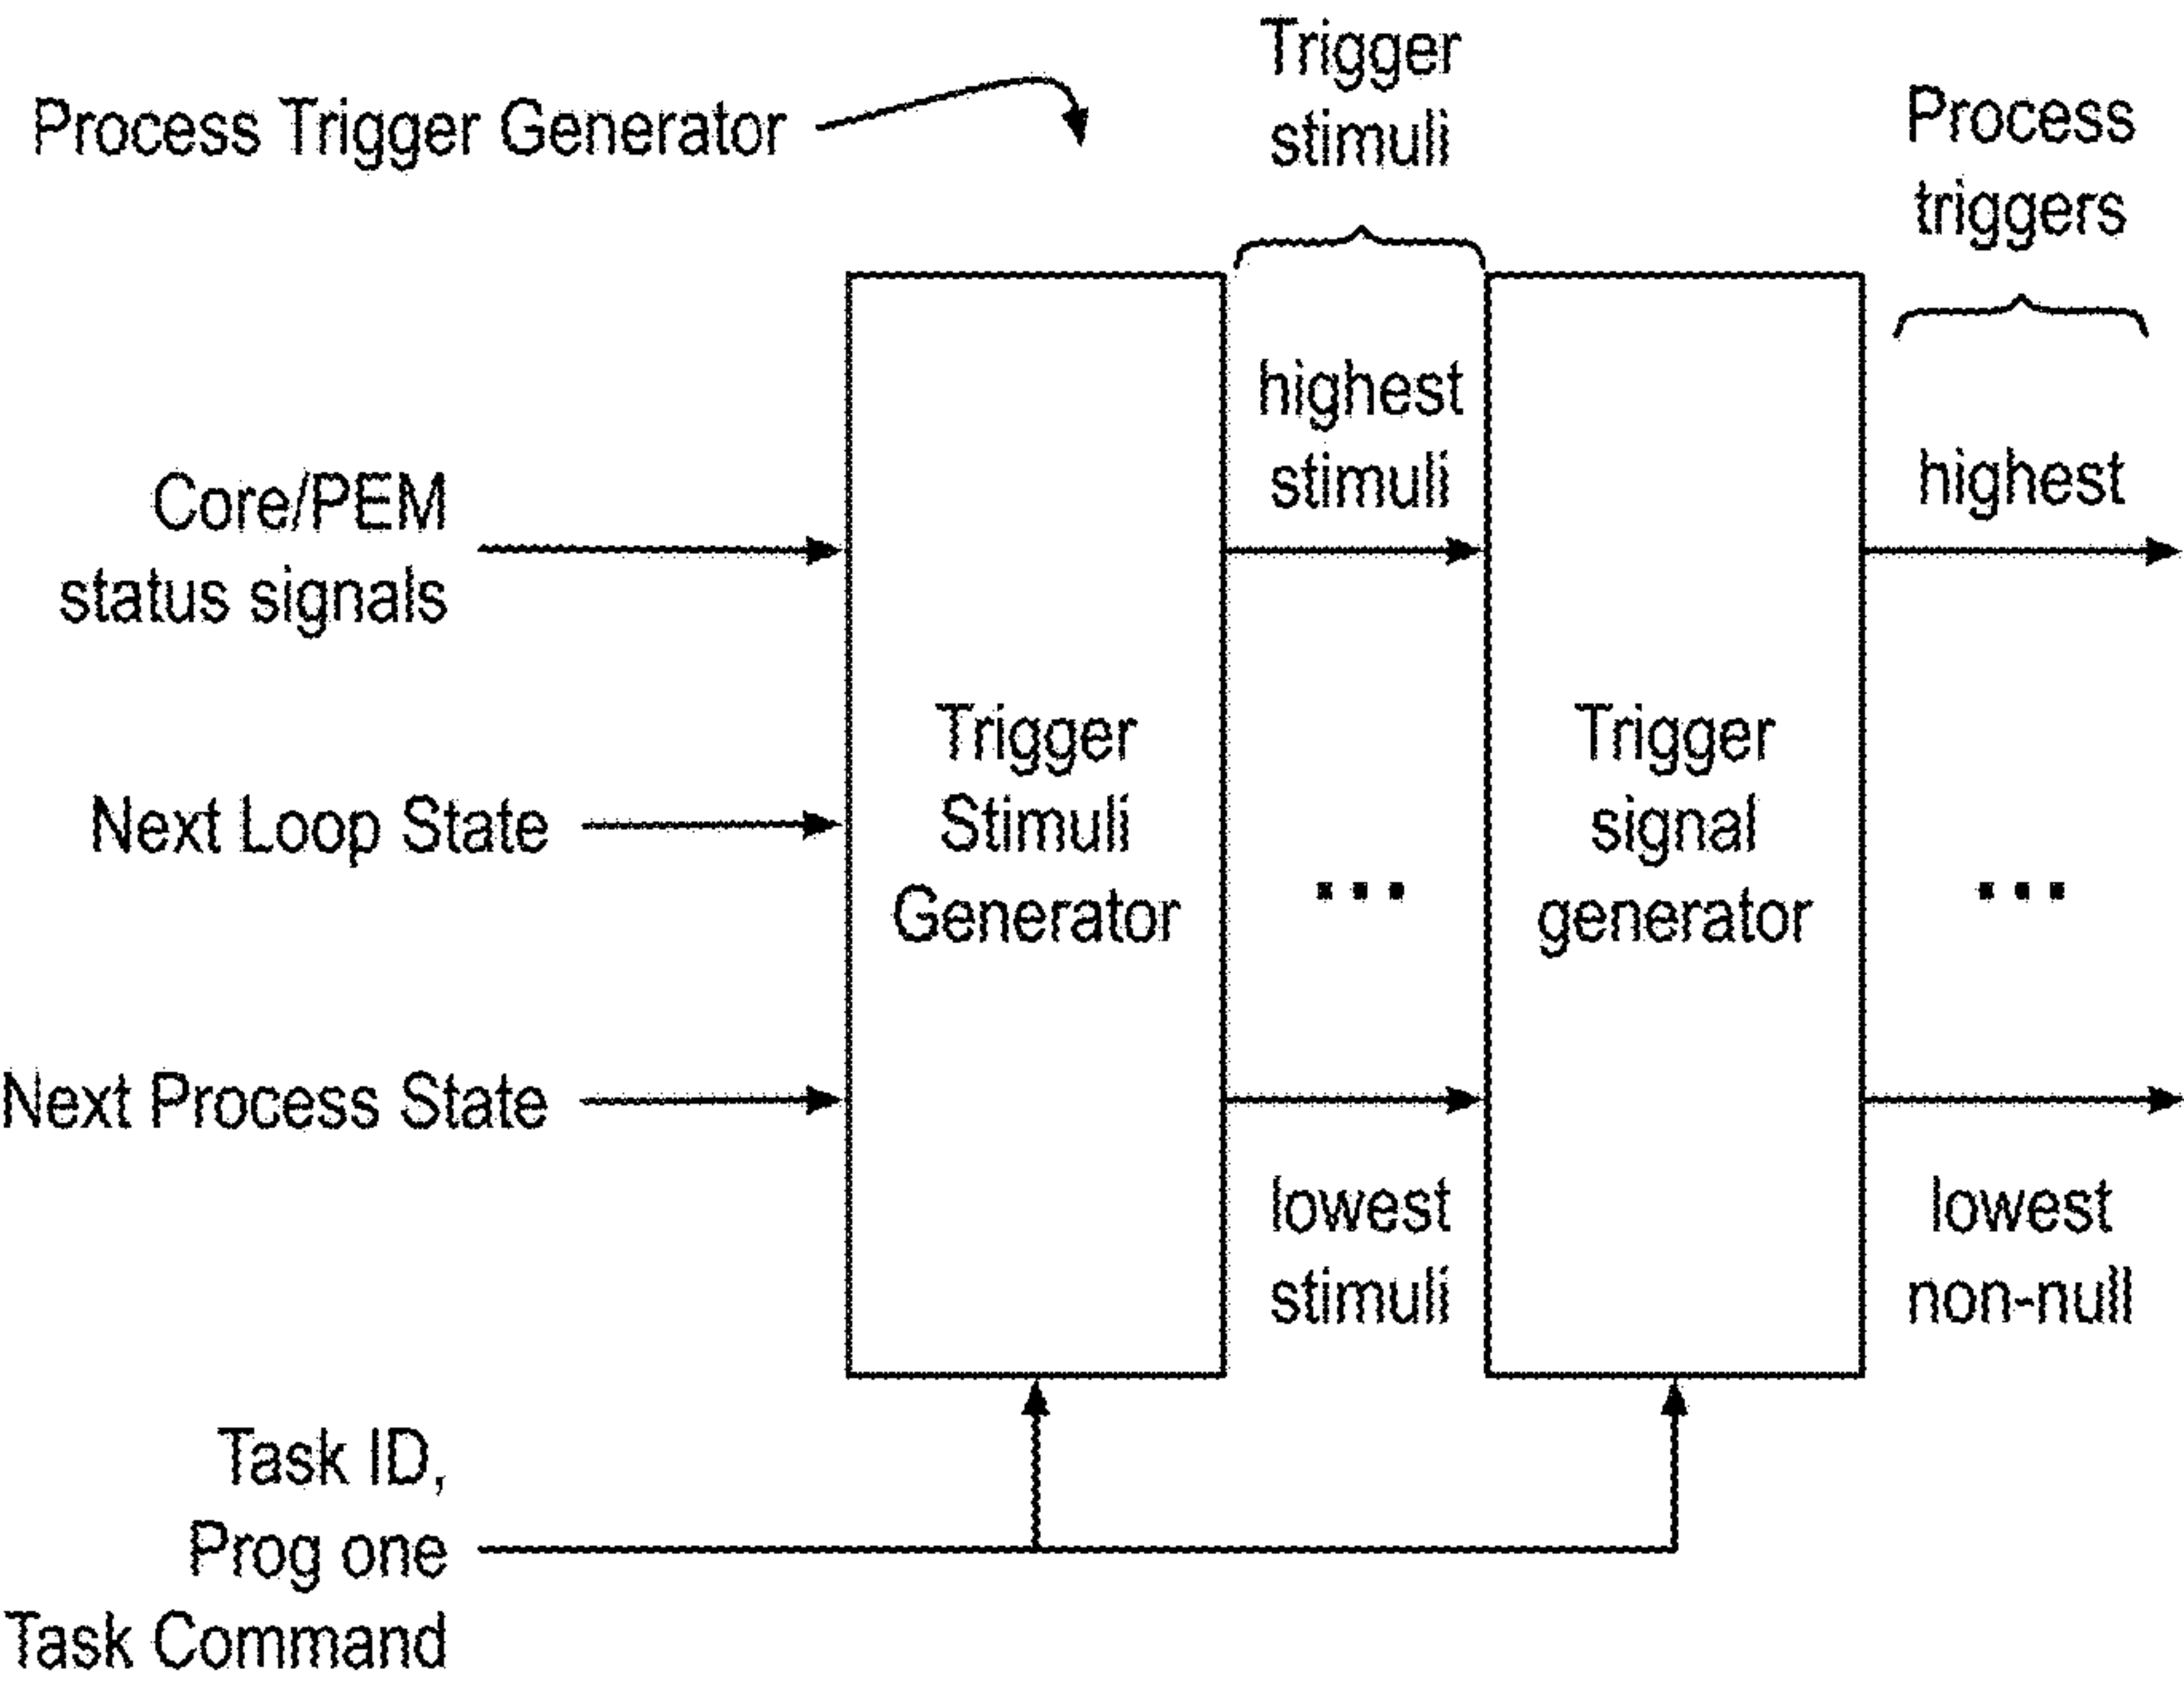 Process Trigger Generator
Trigger
stimuli
Process
triggers
Core/PEM
status signals
Next Loop State
Next Process State
Task ID,
Prog one
Task Command
Trigger
Stimuli
Generator
highest
stimuli
...
lowest
stimuli
Trigger
signal
generator
highest
...
lowest
non-null